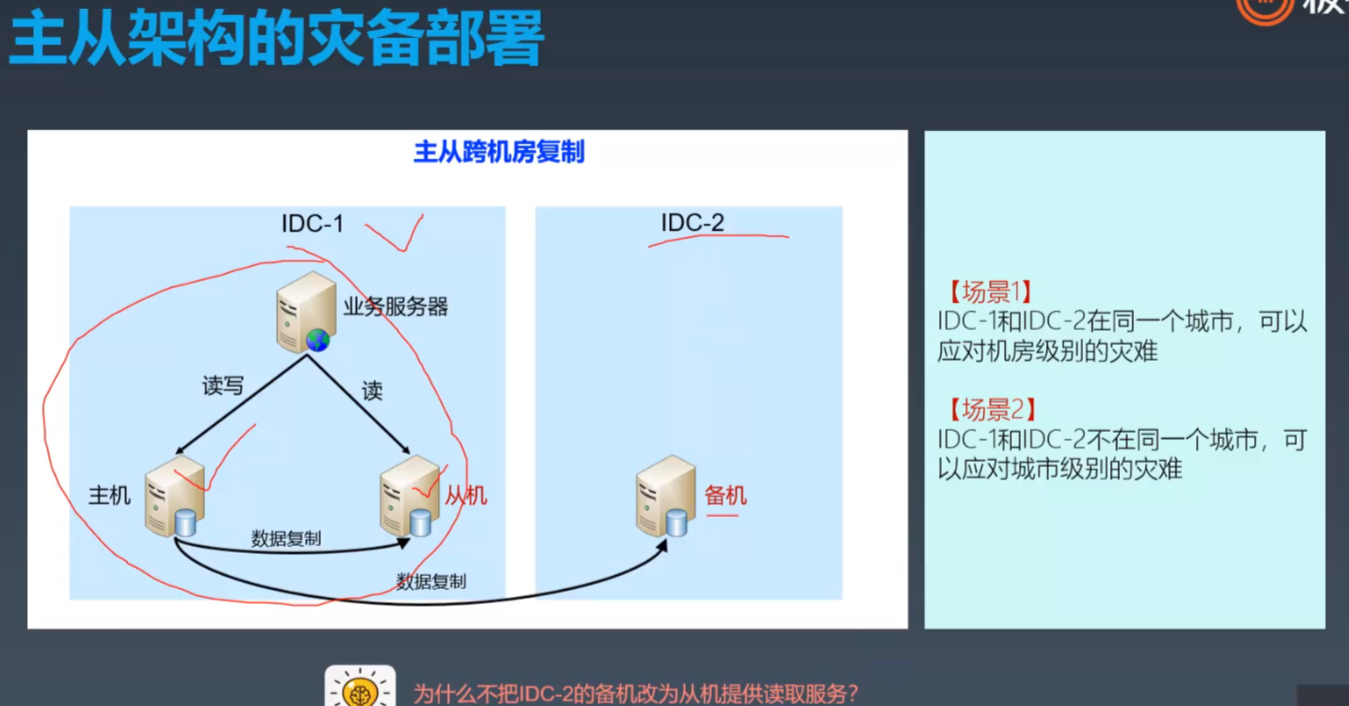 主从架构的灾备部署
主从跨机房复制
IDC-1
IDC-2
业务服务器
读写
读
主机
从机
备机
数据复制
数据复制
【场景1】
IDC-1和IDC-2在同一个城市，可以
应对机房级别的灾难
【场景2】
IDC-1和IDC-2不在同一个城市，可
以应对城市级别的灾难
为什么不把IDC-2的备机改为从机提供读取服务？